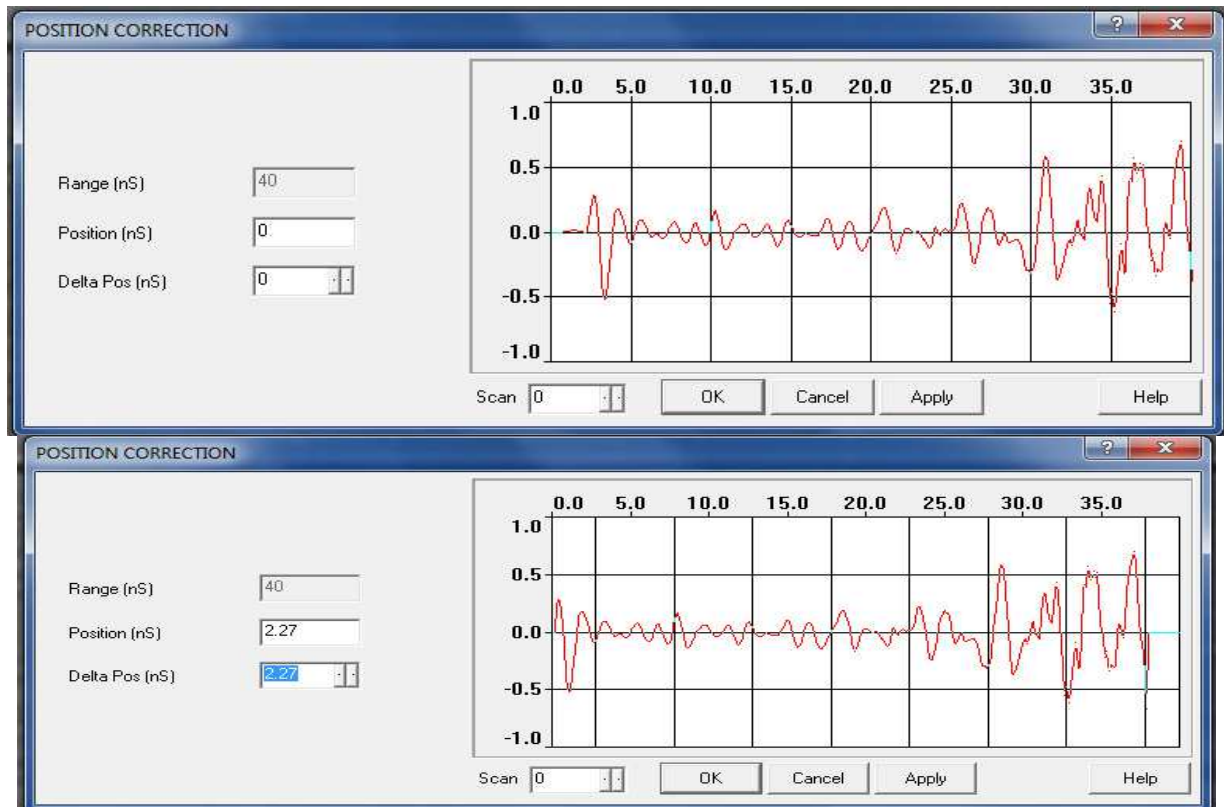 POSITION CORRECTION
?
X
0.0 5.0 10.0 15.0 20.0 25.0 30.0 35.0
1.0
0.5
0.0
-0.5
-1.0
Range (nS) 40
Position (nS) 0
Delta Pos (nS) 0
Scan 0 OK Cancel Apply Help
POSITION CORRECTION
?
X
0.0 5.0 10.0 15.0 20.0 25.0 30.0 35.0
1.0
0.5
0.0
-0.5
-1.0
Range (nS) 40
Position (nS) 2.27
Delta Pos (nS) 2.27
Scan 0 OK Cancel Apply Help